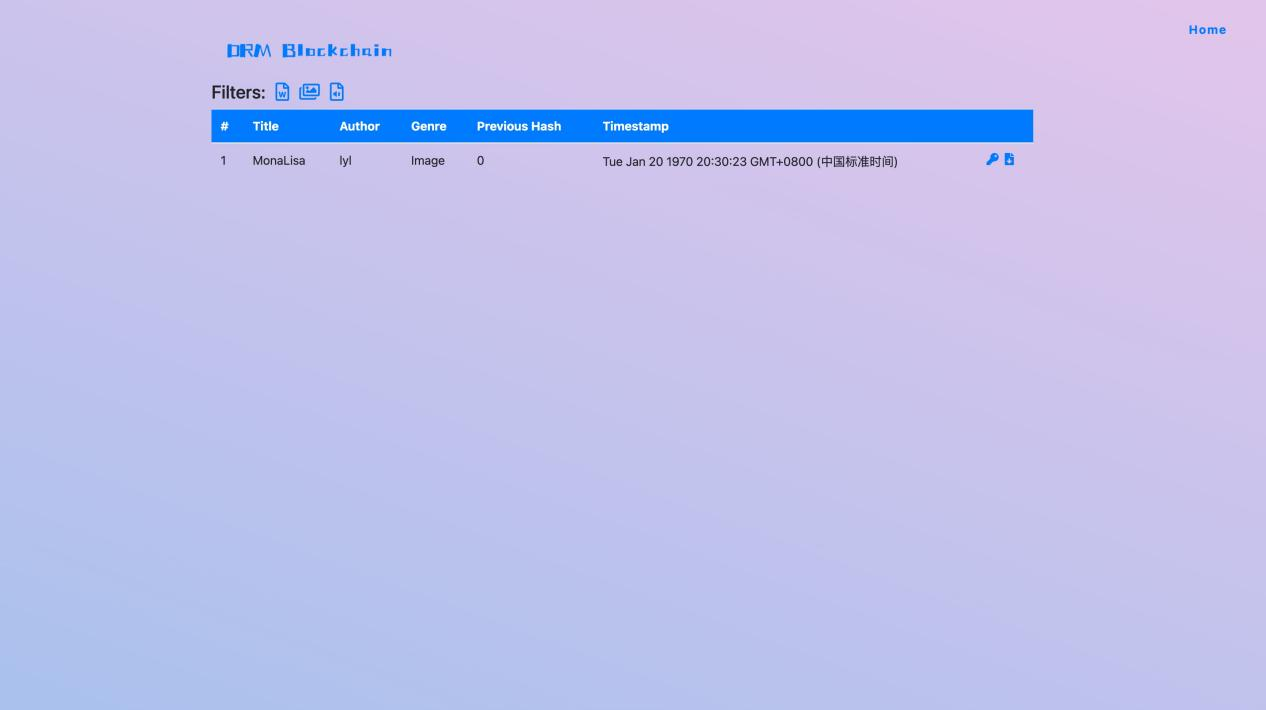 Home
DRM Blockchain
Filters:
# Title Author Genre Previous Hash Timestamp
1 MonaLisa lyl Image 0 Tue Jan 20 1970 20:30:23 GMT+0800 (中国标准时间)